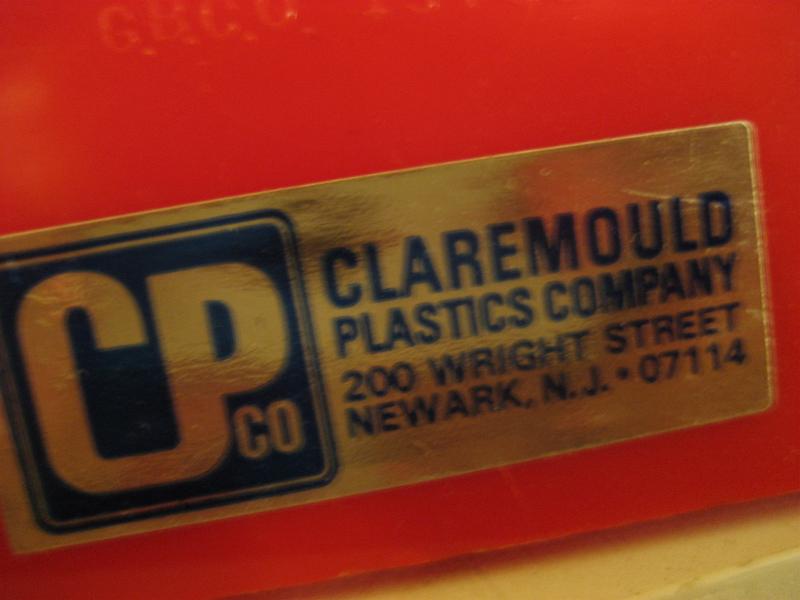 CP
CO
CLAREMOULD
PLASTICS COMPANY
200 WRIGHT STREET
NEWARK, N.J. • 07114